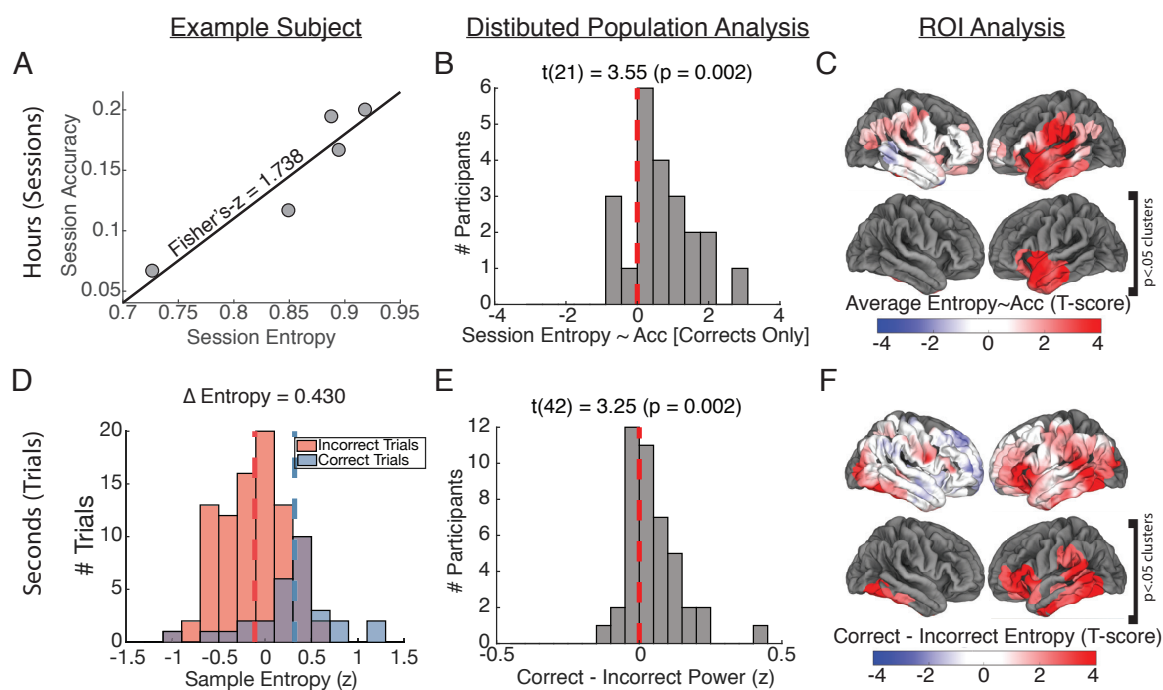 Example Subject
Distibuted Population Analysis
ROI Analysis
Hours (Sessions)
A
Session Accuracy
0.2
0.15
0.1
0.05
Fisher's-z = 1.738
0.7 0.75 0.8 0.85 0.9 0.95
Session Entropy
B
t(21) = 3.55 (p = 0.002)
# Participants
6
5
4
3
2
1
0
-4 -2 0 2 4
Session Entropy ~ Acc [Corrects Only]
C
p<.05 clusters
Average Entropy~Acc (T-score)
-4 -2 0 2 4
Seconds (Trials)
D
Δ Entropy = 0.430
# Trials
20
15
10
5
0
Incorrect Trials
Correct Trials
-1.5 -1 -0.5 0 0.5 1 1.5
Sample Entropy (z)
E
t(42) = 3.25 (p = 0.002)
# Participants
12
10
8
6
4
2
0
-0.5 0 0.5
Correct - Incorrect Power (z)
F
p<.05 clusters
Correct - Incorrect Entropy (T-score)
-4 -2 0 2 4